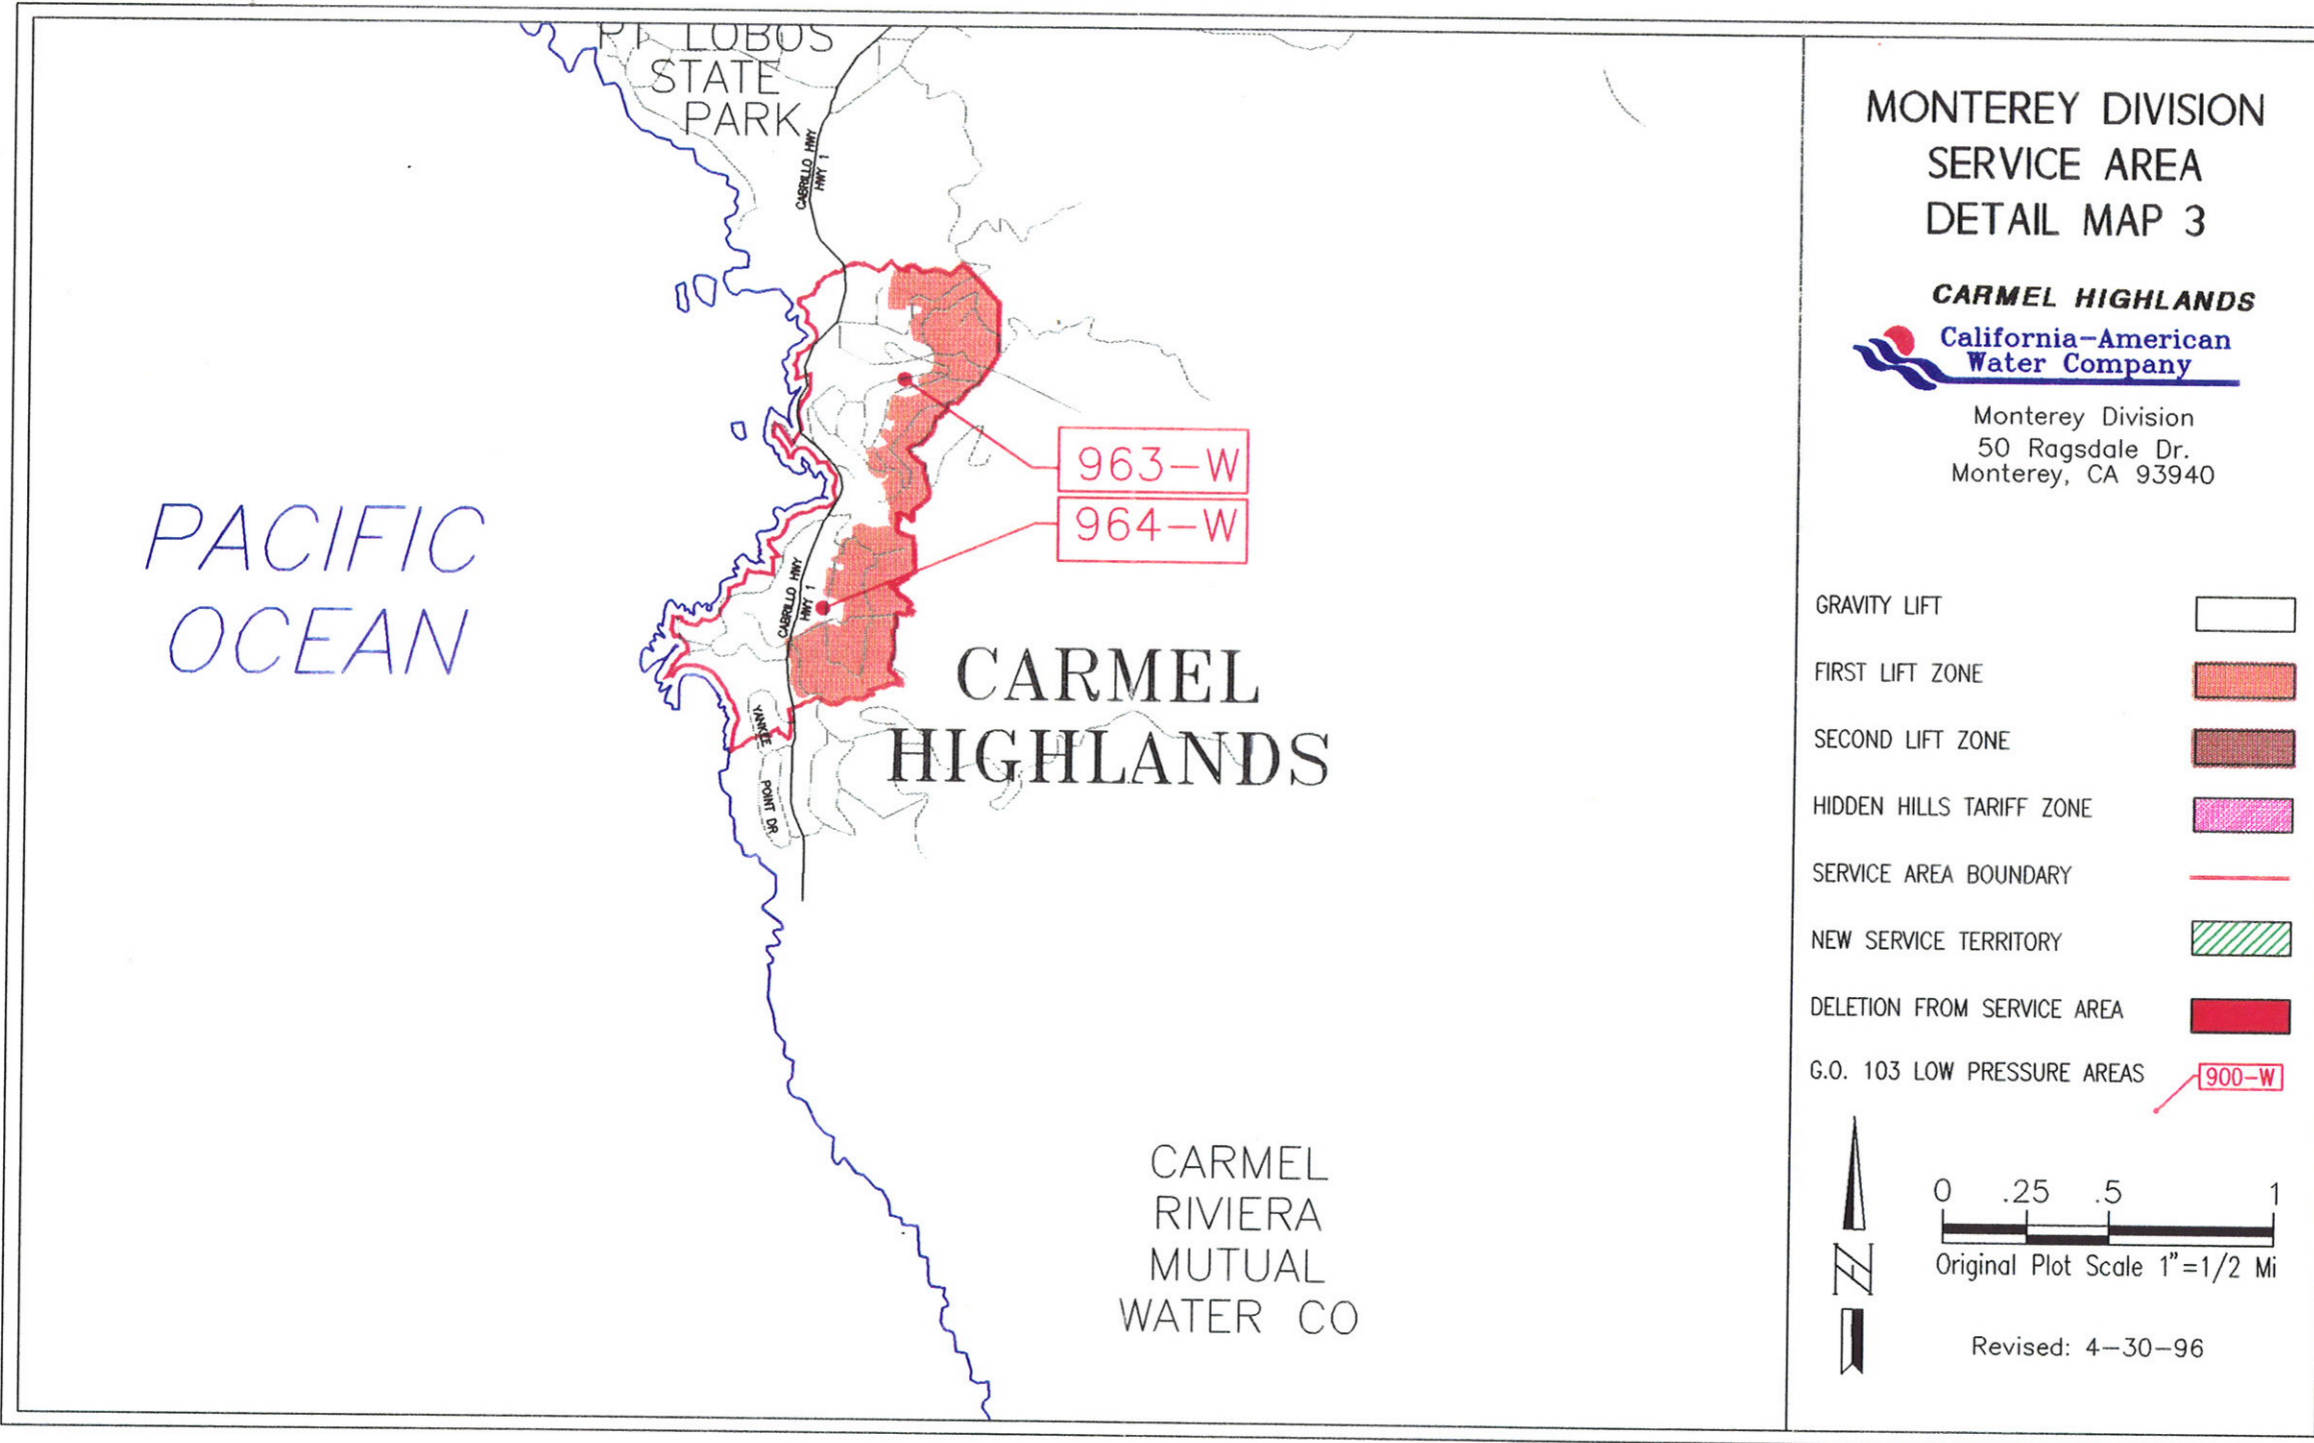 PT LOBOS
STATE
PARK
CABRILLO HWY
HWY 1
963-W
964-W
PACIFIC
OCEAN
CABRILLO HWY
HWY 1
CARMEL
HIGHLANDS
YANKEE
POINT DR.
CARMEL
RIVIERA
MUTUAL
WATER CO
MONTEREY DIVISION
SERVICE AREA
DETAIL MAP 3
CARMEL HIGHLANDS
California-American
Water Company
Monterey Division
50 Ragsdale Dr.
Monterey, CA 93940
GRAVITY LIFT
FIRST LIFT ZONE
SECOND LIFT ZONE
HIDDEN HILLS TARIFF ZONE
SERVICE AREA BOUNDARY
NEW SERVICE TERRITORY
DELETION FROM SERVICE AREA
G.O. 103 LOW PRESSURE AREAS
900-W
N
0 .25 .5 1
Original Plot Scale 1"=1/2 Mi
Revised: 4-30-96